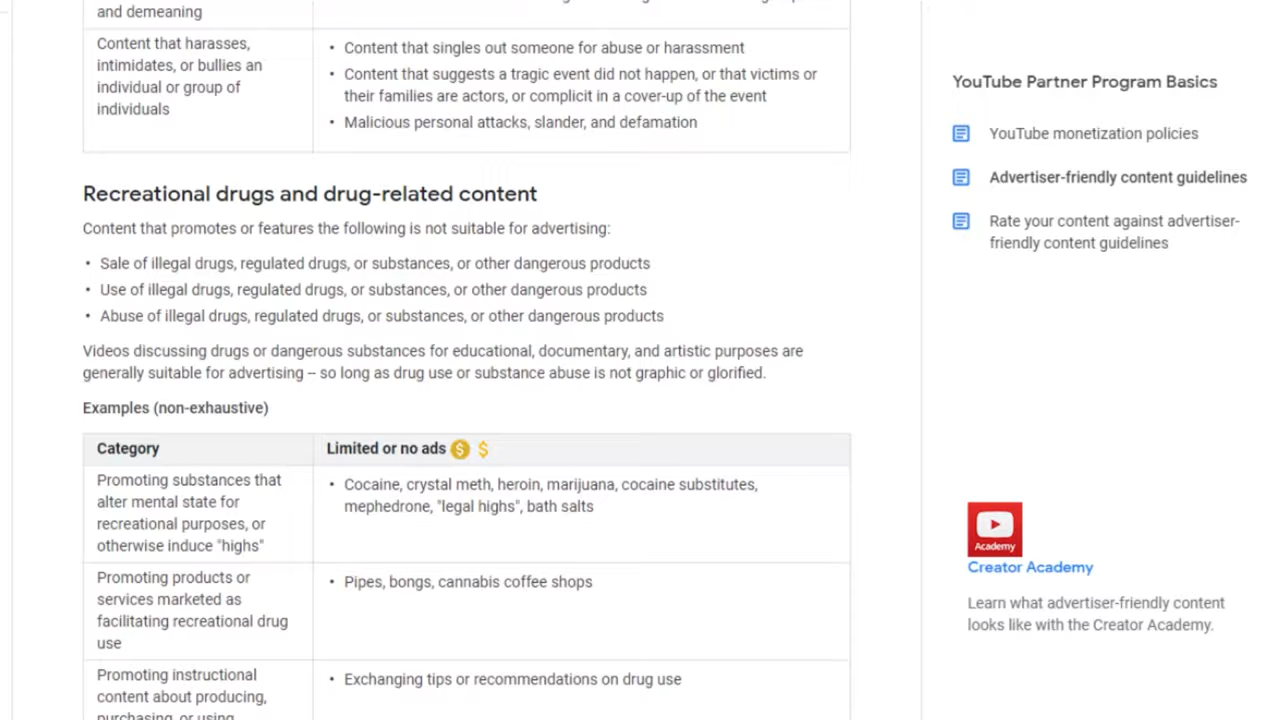 and demeaning
Content that harasses,
intimidates, or bullies an
individual or group of
individuals
• Content that singles out someone for abuse or harassment
• Content that suggests a tragic event did not happen, or that victims or
their families are actors, or complicit in a cover-up of the event
• Malicious personal attacks, slander, and defamation
Recreational drugs and drug-related content
Content that promotes or features the following is not suitable for advertising:
• Sale of illegal drugs, regulated drugs, or substances, or other dangerous products
• Use of illegal drugs, regulated drugs, or substances, or other dangerous products
• Abuse of illegal drugs, regulated drugs, or substances, or other dangerous products
Videos discussing drugs or dangerous substances for educational, documentary, and artistic purposes are
generally suitable for advertising – so long as drug use or substance abuse is not graphic or glorified.
Examples (non-exhaustive)
Category
Limited or no ads $ $
Promoting substances that
alter mental state for
recreational purposes, or
otherwise induce "highs"
• Cocaine, crystal meth, heroin, marijuana, cocaine substitutes,
mephedrone, "legal highs", bath salts
Promoting products or
services marketed as
facilitating recreational drug
use
• Pipes, bongs, cannabis coffee shops
Promoting instructional
content about producing,
purchasing, or using
• Exchanging tips or recommendations on drug use
YouTube Partner Program Basics
YouTube monetization policies
Advertiser-friendly content guidelines
Rate your content against advertiser-
friendly content guidelines
Academy
Creator Academy
Learn what advertiser-friendly content
looks like with the Creator Academy.